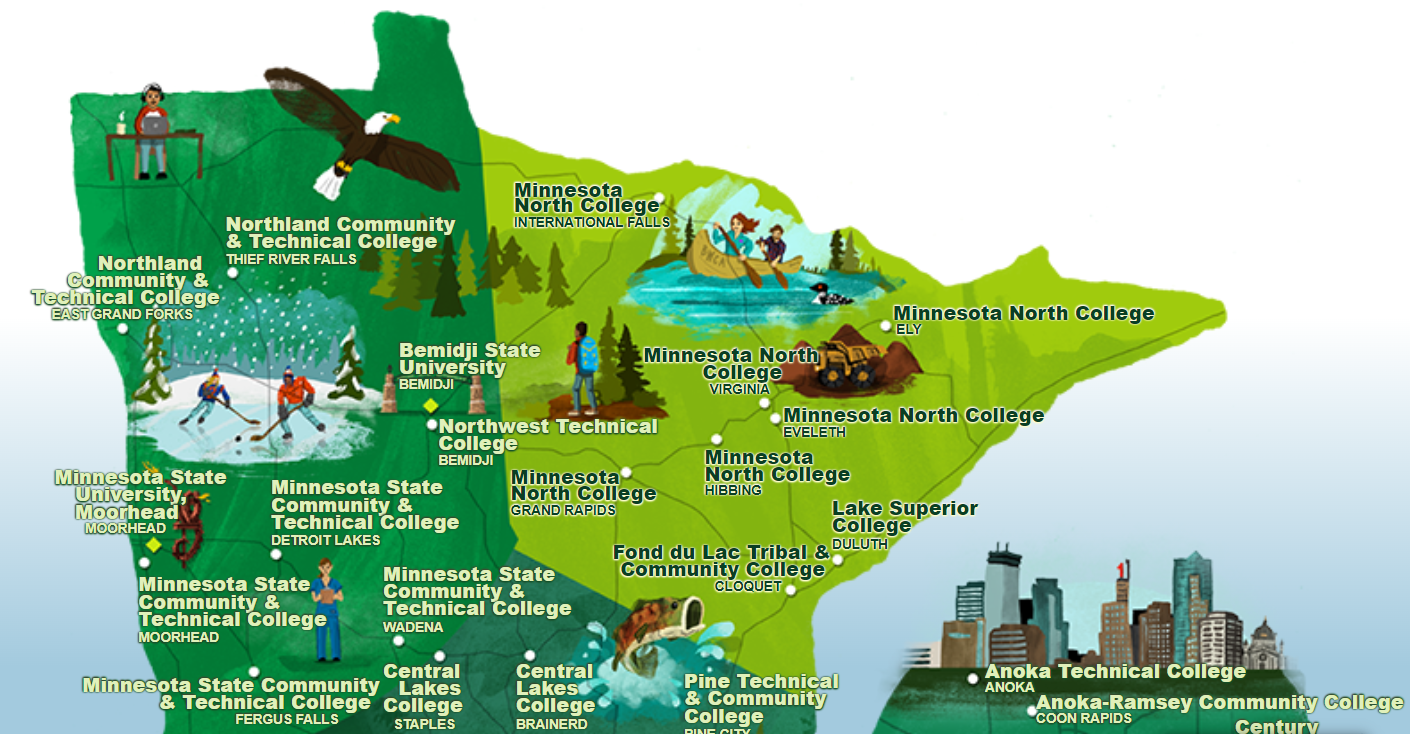 Minnesota
North College
INTERNATIONAL FALLS
Northland Community
& Technical College
THIEF RIVER FALLS
Northland
Community &
Technical College
EAST GRAND FORKS
BWCA
Minnesota North College
ELY
Bemidji State
University
BEMIDJI
Minnesota North
College
VIRGINIA
Minnesota North College
EVELETH
Northwest Technical
College
BEMIDJI
Minnesota
North College
HIBBING
Minnesota
North College
GRAND RAPIDS
Minnesota State
University,
Moorhead
MOORHEAD
Minnesota State
Community &
Technical College
DETROIT LAKES
Lake Superior
College
DULUTH
Fond du Lac Tribal &
Community College
CLOQUET
Minnesota State
Community &
Technical College
MOORHEAD
Minnesota State
Community &
Technical College
WADENA
1
Minnesota State Community
& Technical College
FERGUS FALLS
Central
Lakes
College
STAPLES
Central
Lakes
College
BRAINERD
Pine Technical
& Community
College
PINE CITY
Anoka Technical College
ANOKA
Anoka-Ramsey Community College
COON RAPIDS
Century